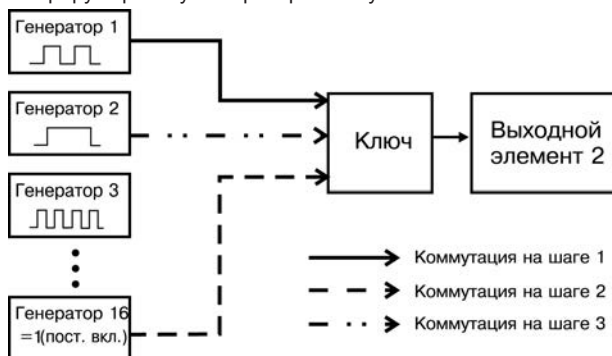 Генератор 1
Генератор 2
Генератор 3
Генератор 16
=1(пост. вкл.)
Ключ
Выходной
элемент 2
Коммутация на шаге 1
Коммутация на шаге 2
Коммутация на шаге 3